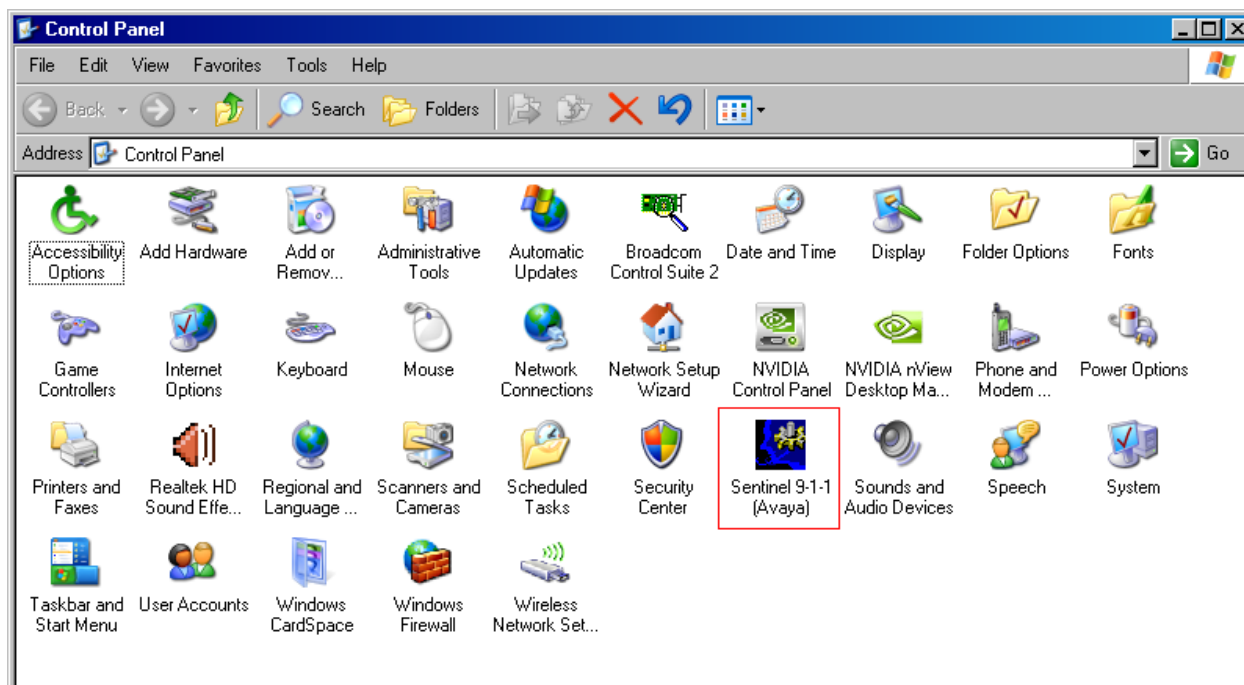 Control Panel
File Edit View Favorites Tools Help
Back Search Folders
Address Control Panel Go
Accessibility Options
Add Hardware
Add or Remov...
Administrative Tools
Automatic Updates
Broadcom Control Suite 2
Date and Time
Display
Folder Options
Fonts
Game Controllers
Internet Options
Keyboard
Mouse
Network Connections
Network Setup Wizard
NVIDIA Control Panel
NVIDIA nView Desktop Ma...
Phone and Modem ...
Power Options
Printers and Faxes
Realtek HD Sound Effe...
Regional and Language ...
Scanners and Cameras
Scheduled Tasks
Security Center
Sentinel 9-1-1 (Avaya)
Sounds and Audio Devices
Speech
System
Taskbar and Start Menu
User Accounts
Windows CardSpace
Windows Firewall
Wireless Network Set...